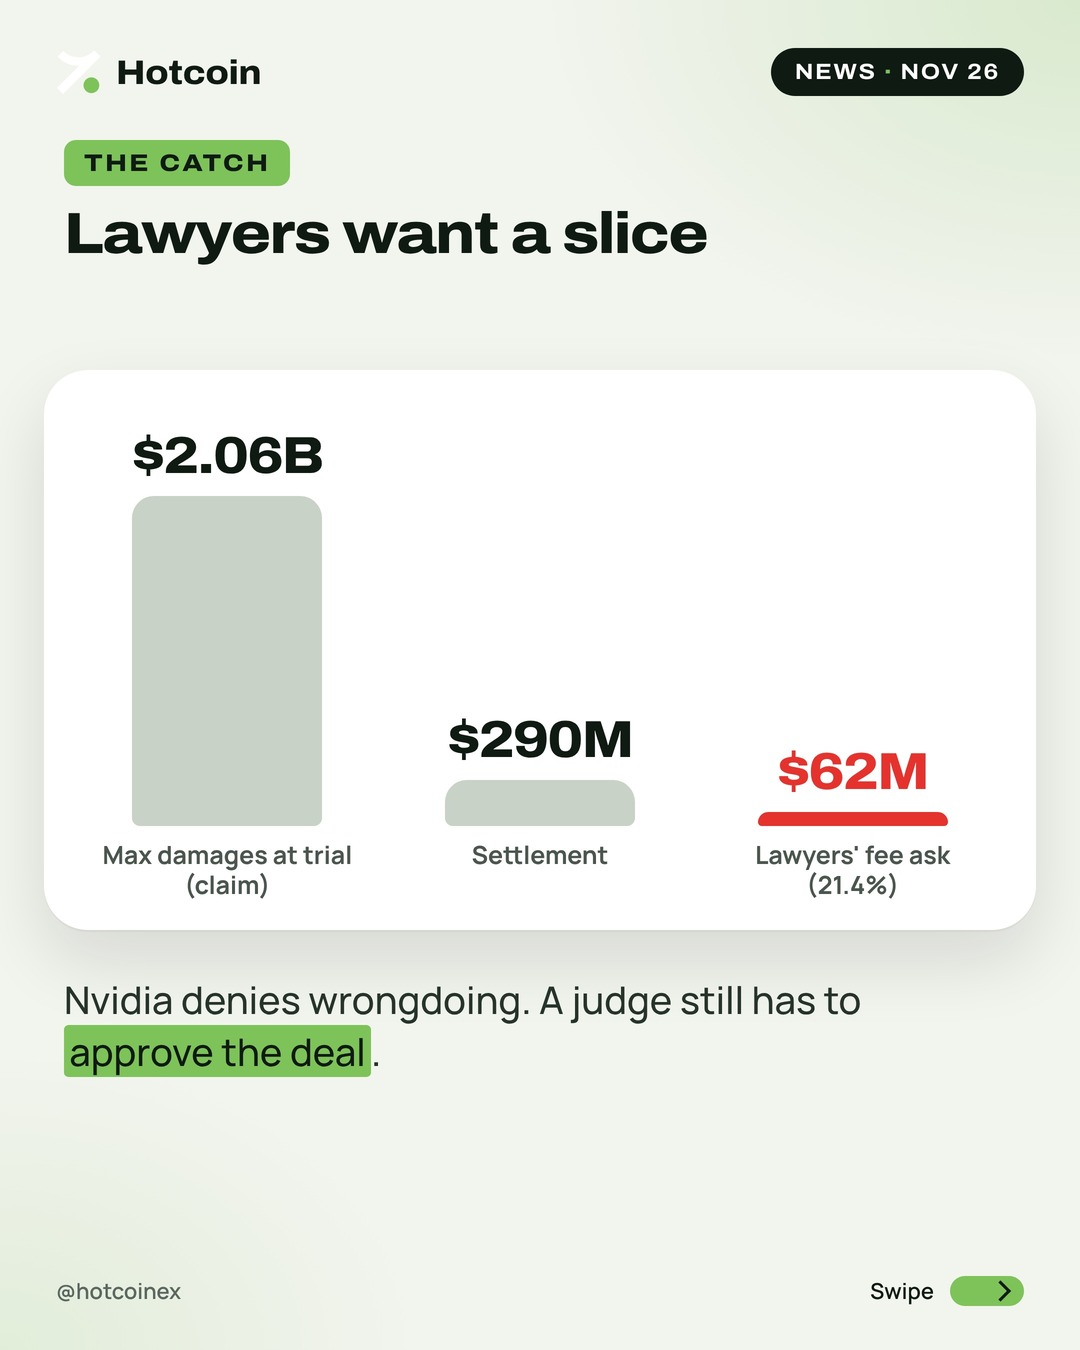 Hotcoin
NEWS · NOV 26
THE CATCH
Lawyers want a slice
$2.06B
Max damages at trial
(claim)
$290M
Settlement
$62M
Lawyers' fee ask
(21.4%)
Nvidia denies wrongdoing. A judge still has to
approve the deal.
@hotcoinex
Swipe